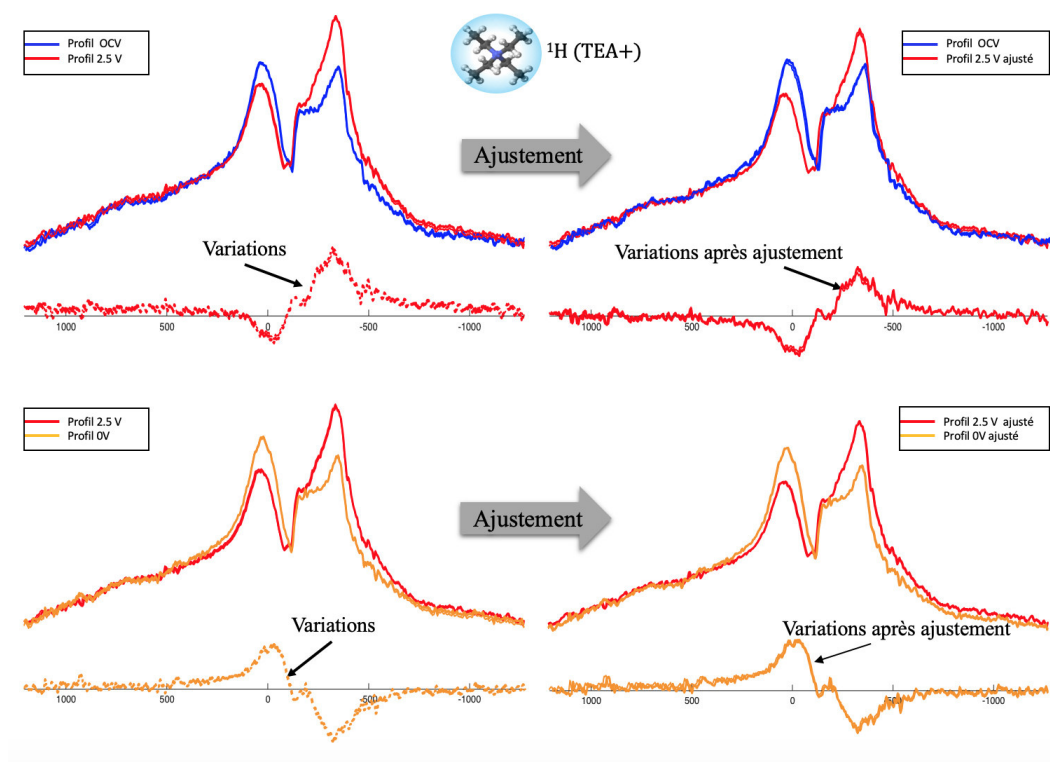 Profil OCV
Profil 2.5 V
¹H (TEA+)
Profil OCV
Profil 2.5 V ajusté
Ajustement
Variations
Variations après ajustement
1000 500 0 -500 -1000
1000 500 0 -500 -1000
Profil 2.5 V
Profil 0V
Profil 2.5 V ajusté
Profil 0V ajusté
Ajustement
Variations
Variations après ajustement
1000 500 0 -500 -1000
1000 500 0 -500 -1000